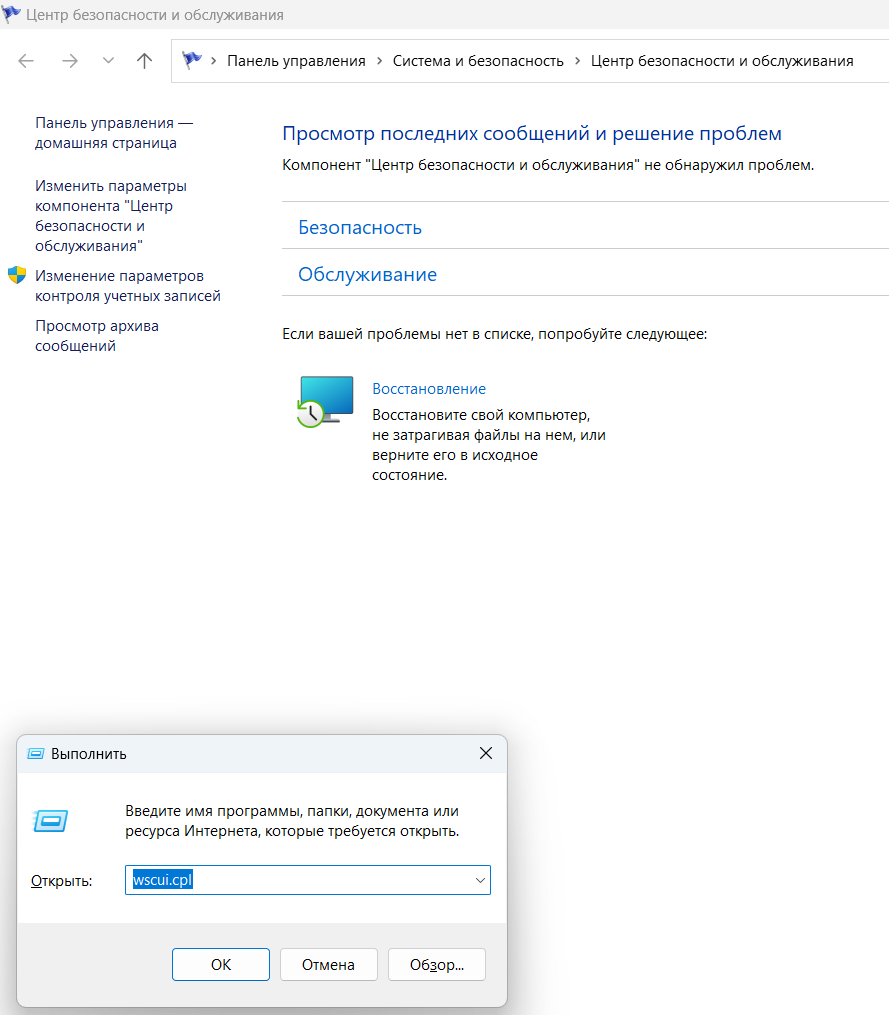 Центр безопасности и обслуживания
Панель управления > Система и безопасность > Центр безопасности и обслуживания
Панель управления —
домашняя страница
Изменить параметры
компонента "Центр
безопасности и
обслуживания"
Изменение параметров
контроля учетных записей
Просмотр архива
сообщений
Просмотр последних сообщений и решение проблем
Компонент "Центр безопасности и обслуживания" не обнаружил проблем.
Безопасность
Обслуживание
Если вашей проблемы нет в списке, попробуйте следующее:
Восстановление
Восстановите свой компьютер,
не затрагивая файлы на нем, или
верните его в исходное
состояние.
Выполнить
Введите имя программы, папки, документа или
ресурса Интернета, которые требуется открыть.
Открыть: wscui.cpl
ОК Отмена Обзор...